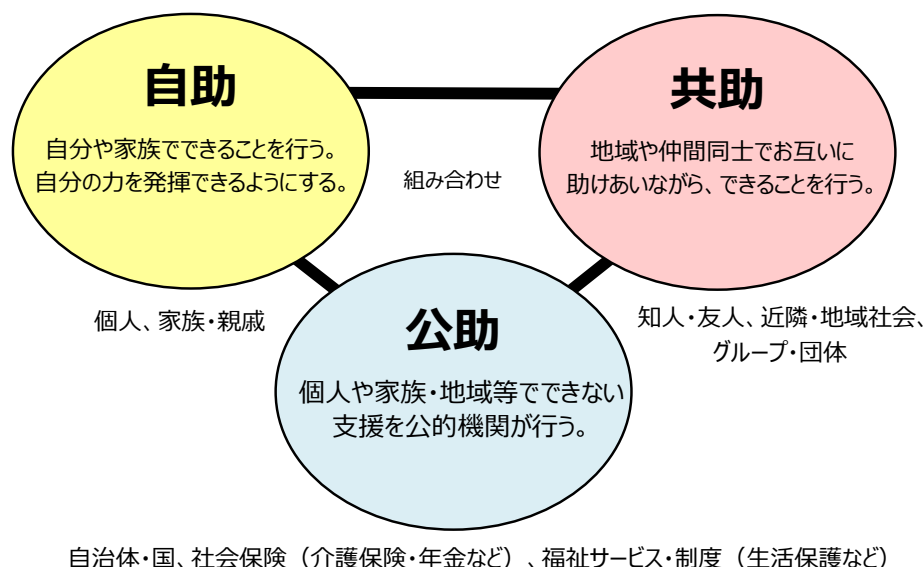 自助
自分や家族でできることを行う。
自分の力を発揮できるようにする。
共助
地域や仲間同士でお互いに
助けあいながら、できることを行う。
組み合わせ
個人、家族・親戚
知人・友人、近隣・地域社会、
グループ・団体
公助
個人や家族・地域等でできない
支援を公的機関が行う。
自治体・国、社会保険（介護保険・年金など）、福祉サービス・制度（生活保護など）